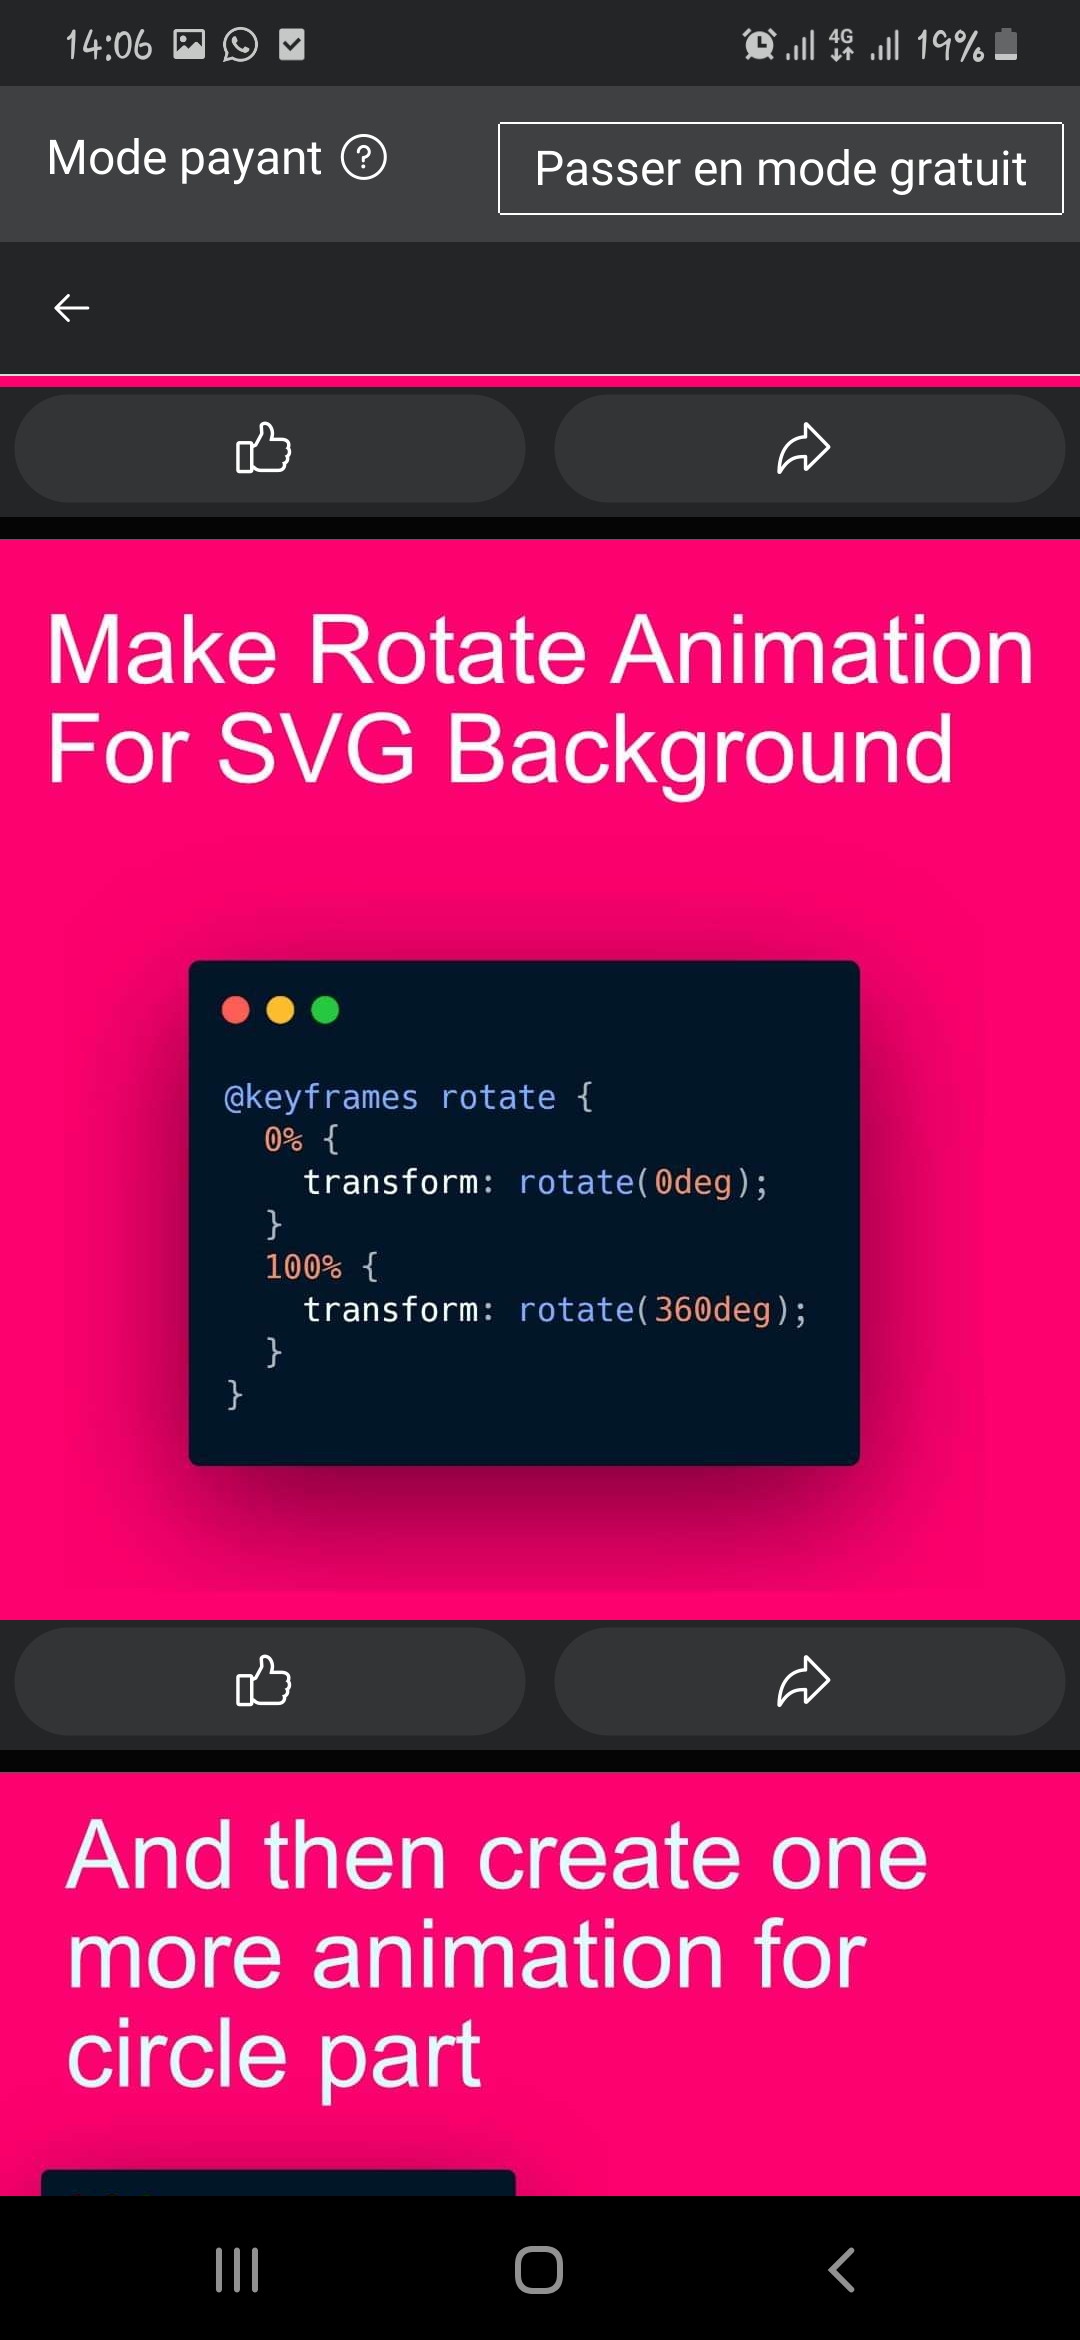 14:06 4G 19%
Mode payant ? Passer en mode gratuit
Make Rotate Animation
For SVG Background
@keyframes rotate {
  0% {
    transform: rotate(0deg);
  }
  100% {
    transform: rotate(360deg);
  }
}
And then create one
more animation for
circle part